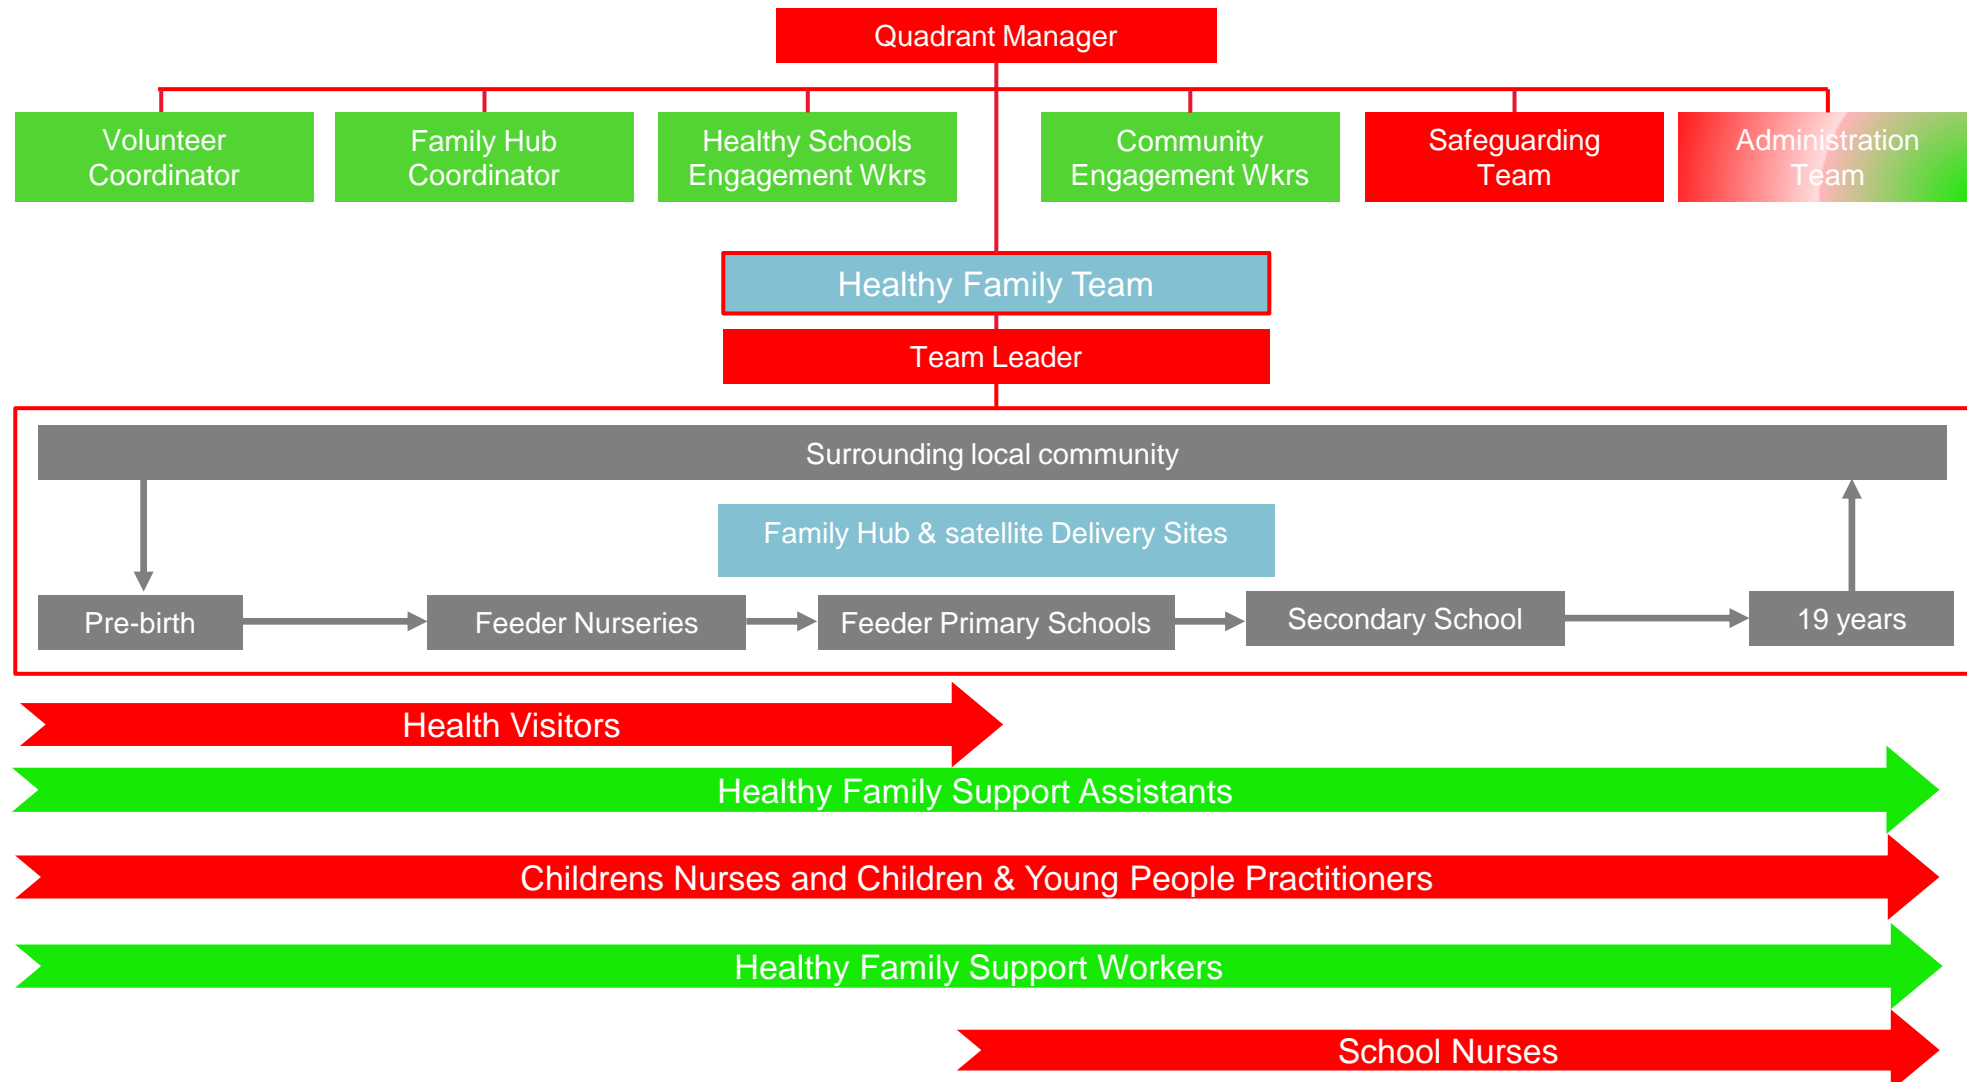 Quadrant Manager
Volunteer
Coordinator
Family Hub
Coordinator
Healthy Schools
Engagement Wkrs
Community
Engagement Wkrs
Safeguarding
Team
Administration
Team
Healthy Family Team
Team Leader
Surrounding local community
Family Hub & satellite Delivery Sites
Pre-birth
Feeder Nurseries
Feeder Primary Schools
Secondary School
19 years
Health Visitors
Healthy Family Support Assistants
Childrens Nurses and Children & Young People Practitioners
Healthy Family Support Workers
School Nurses